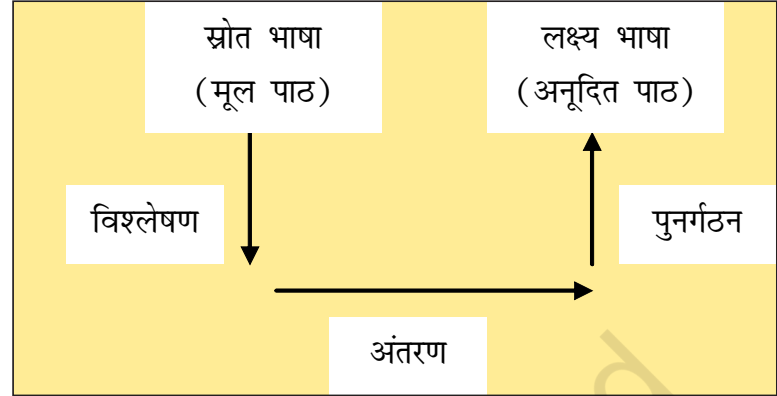 स्रोत भाषा
(मूल पाठ)
लक्ष्य भाषा
(अनूदित पाठ)
विश्लेषण
पुनर्गठन
अंतरण